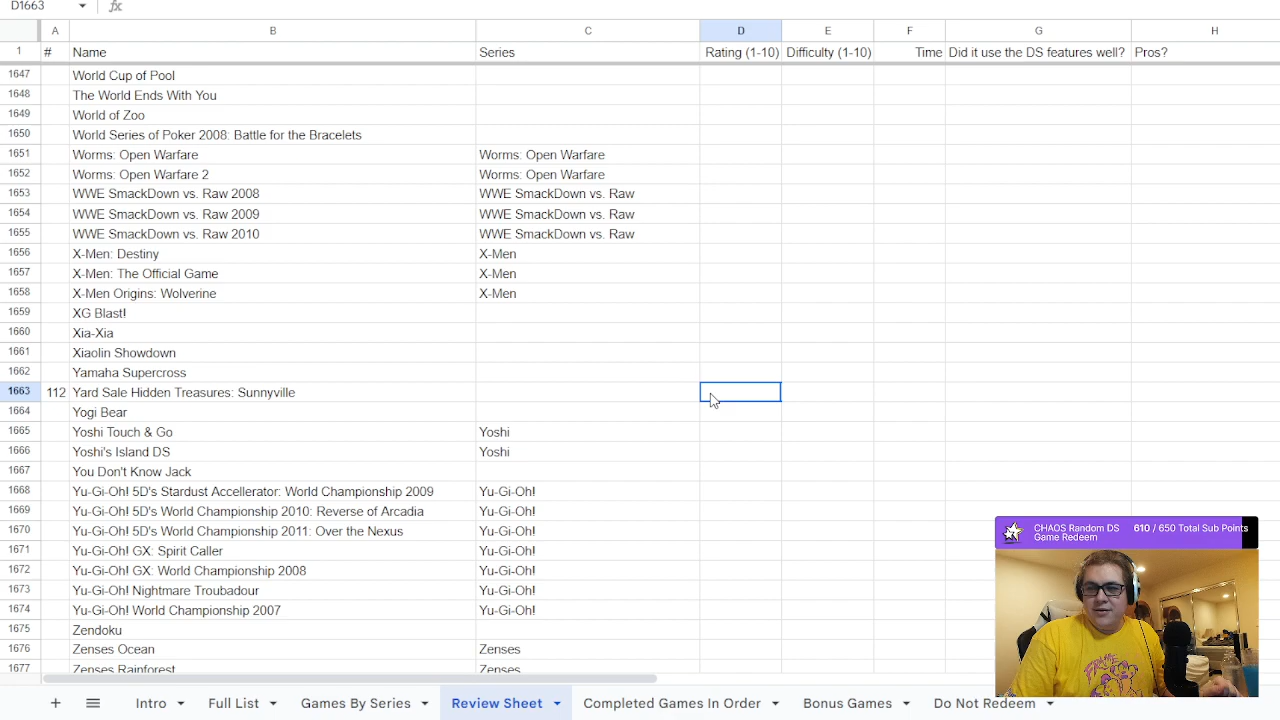 D1663
fx
A B C D E F G H
1 # Name Series Rating (1-10) Difficulty (1-10) Time Did it use the DS features well? Pros?
1647 World Cup of Pool
1648 The World Ends With You
1649 World of Zoo
1650 World Series of Poker 2008: Battle for the Bracelets
1651 Worms: Open Warfare Worms: Open Warfare
1652 Worms: Open Warfare 2 Worms: Open Warfare
1653 WWE SmackDown vs. Raw 2008 WWE SmackDown vs. Raw
1654 WWE SmackDown vs. Raw 2009 WWE SmackDown vs. Raw
1655 WWE SmackDown vs. Raw 2010 WWE SmackDown vs. Raw
1656 X-Men: Destiny X-Men
1657 X-Men: The Official Game X-Men
1658 X-Men Origins: Wolverine X-Men
1659 XG Blast!
1660 Xia-Xia
1661 Xiaolin Showdown
1662 Yamaha Supercross
1663 112 Yard Sale Hidden Treasures: Sunnyville
1664 Yogi Bear
1665 Yoshi Touch & Go Yoshi
1666 Yoshi's Island DS Yoshi
1667 You Don't Know Jack
1668 Yu-Gi-Oh! 5D's Stardust Accellerator: World Championship 2009 Yu-Gi-Oh!
1669 Yu-Gi-Oh! 5D's World Championship 2010: Reverse of Arcadia Yu-Gi-Oh!
1670 Yu-Gi-Oh! 5D's World Championship 2011: Over the Nexus Yu-Gi-Oh!
1671 Yu-Gi-Oh! GX: Spirit Caller Yu-Gi-Oh!
1672 Yu-Gi-Oh! GX: World Championship 2008 Yu-Gi-Oh!
1673 Yu-Gi-Oh! Nightmare Troubadour Yu-Gi-Oh!
1674 Yu-Gi-Oh! World Championship 2007 Yu-Gi-Oh!
1675 Zendoku
1676 Zenses Ocean Zenses
1677 Zenses Rainforest Zenses
CHAOS Random DS 610 / 650 Total Sub Points
Game Redeem
Intro Full List Games By Series Review Sheet Completed Games In Order Bonus Games Do Not Redeem